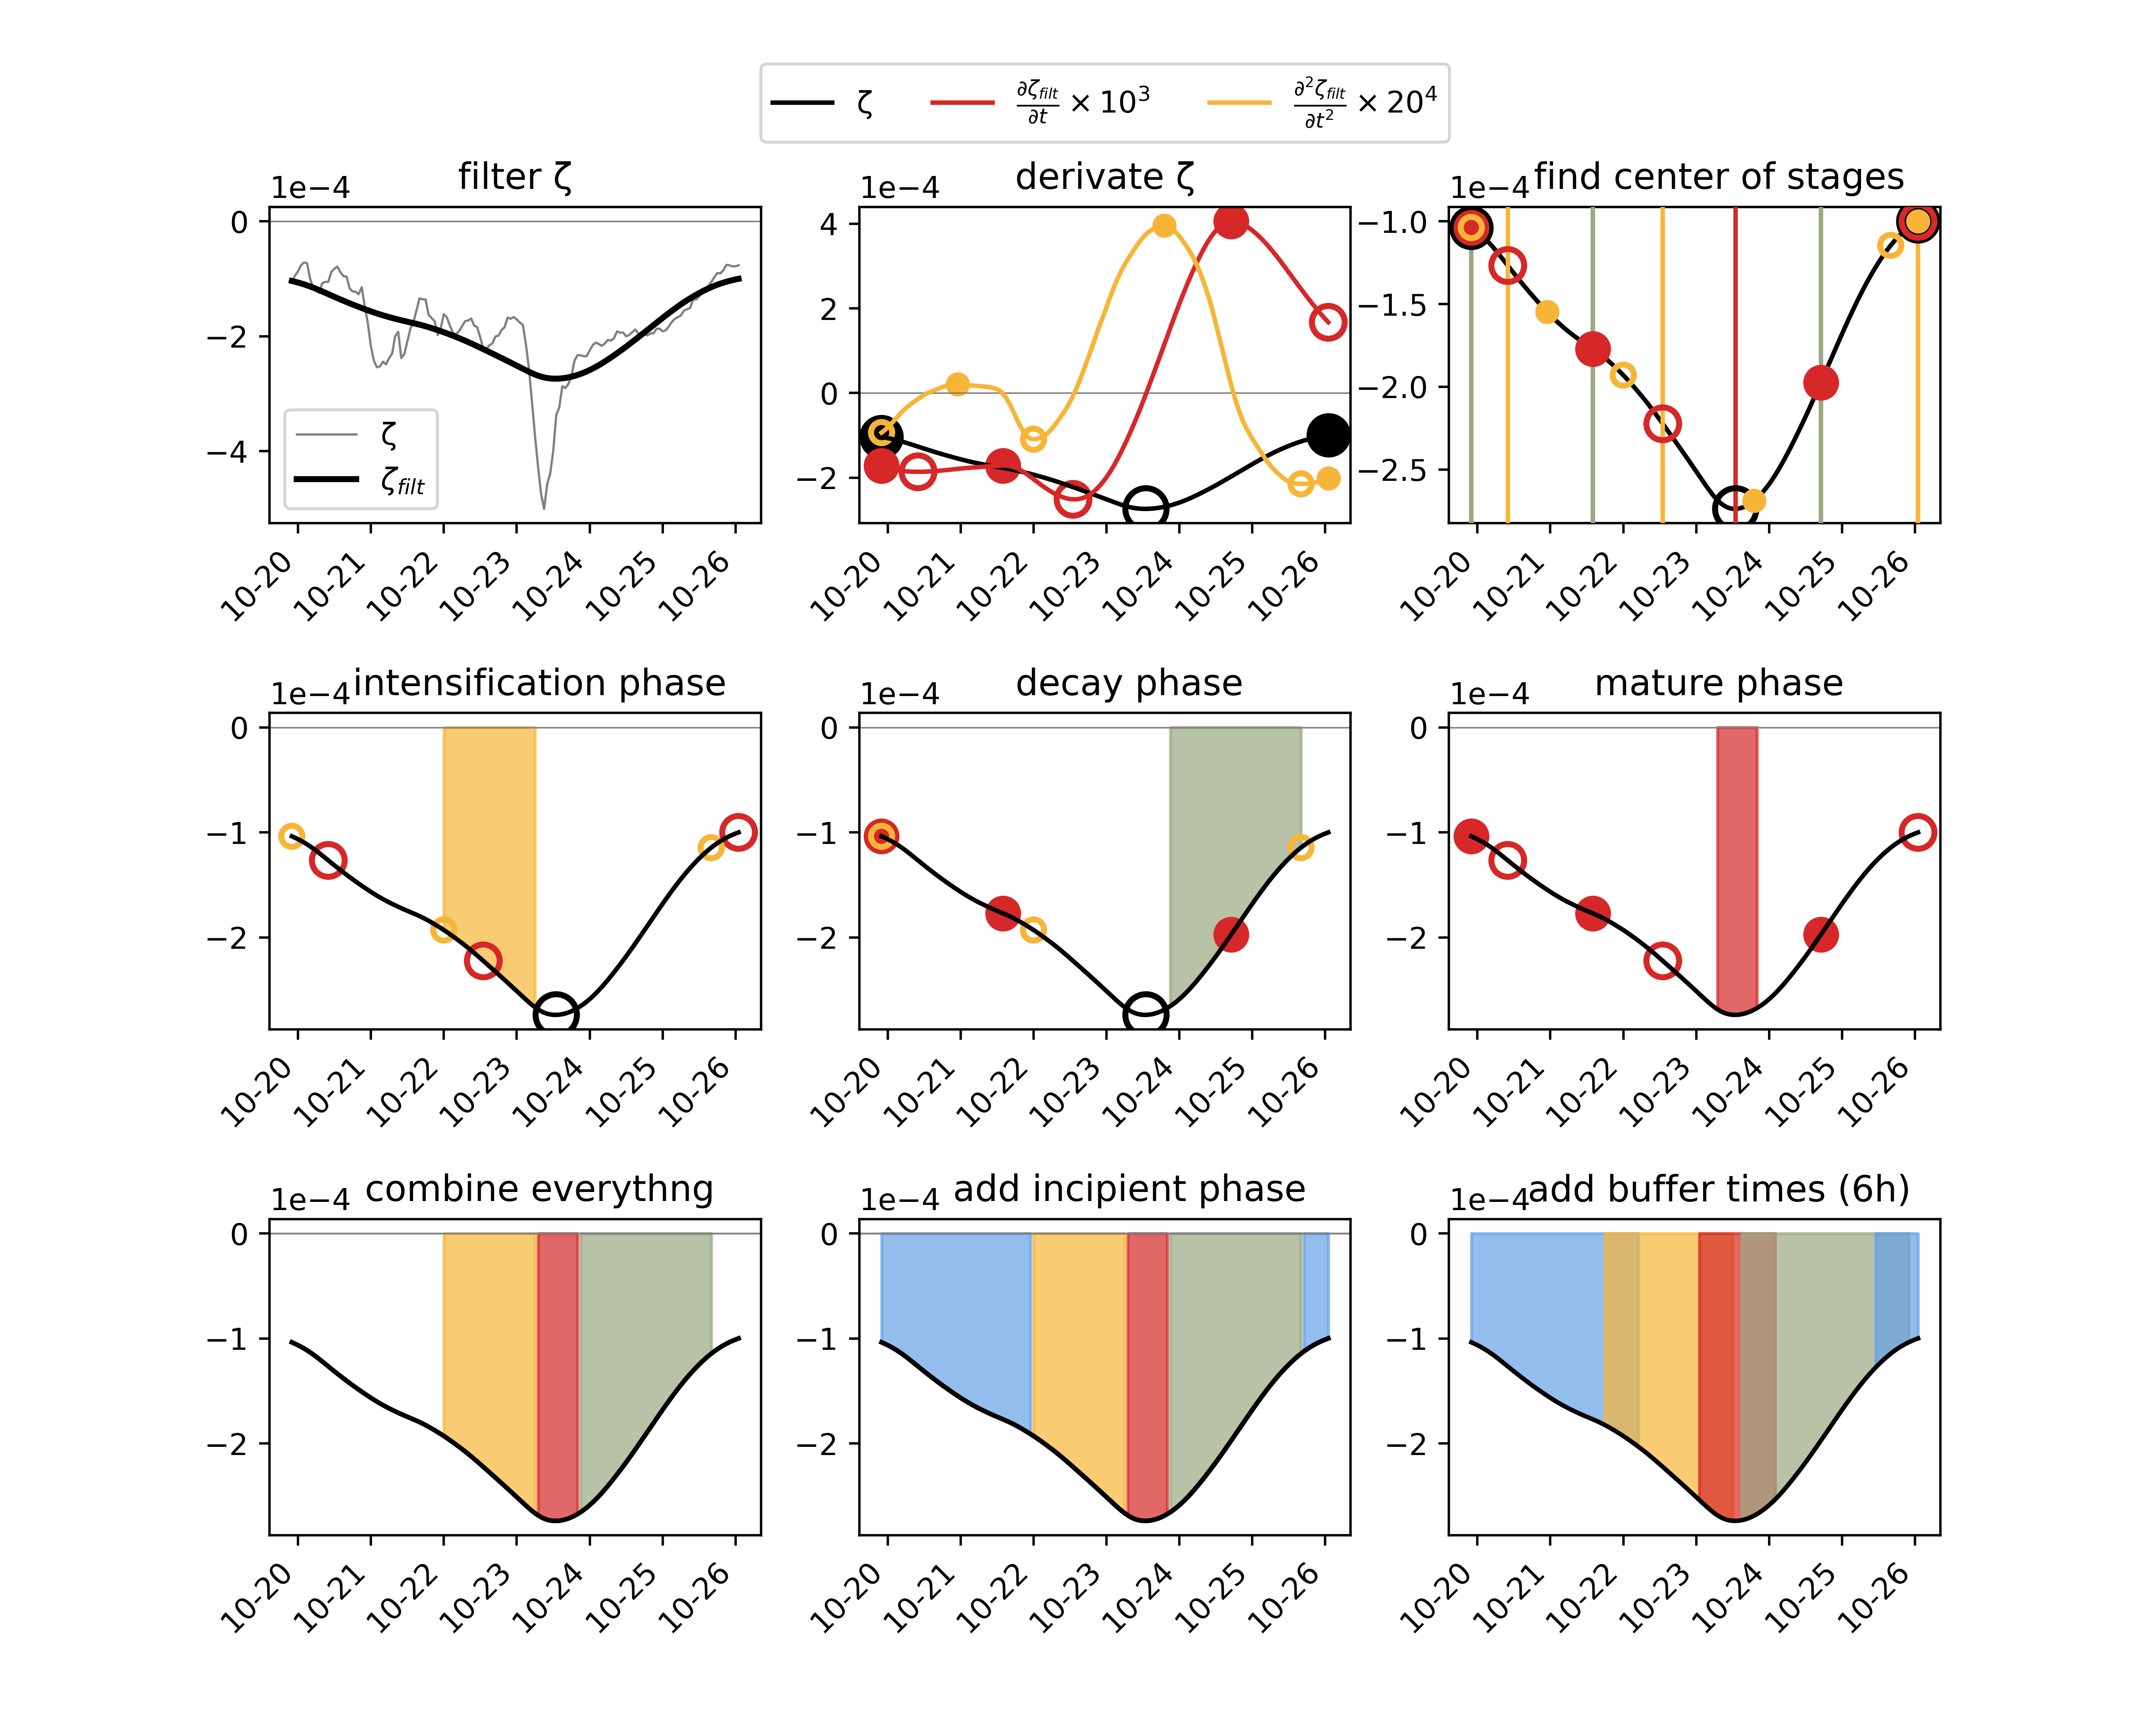 ζ ∂ζfilt/∂t × 10³ ∂²ζfilt/∂t² × 20⁴
filter ζ
1e−4
0
−2
−4
ζ
ζfilt
10-20 10-21 10-22 10-23 10-24 10-25 10-26
derivate ζ
1e−4
4
2
0
−2
10-20 10-21 10-22 10-23 10-24 10-25 10-26
find center of stages
1e−4
−1.0
−1.5
−2.0
−2.5
10-20 10-21 10-22 10-23 10-24 10-25 10-26
intensification phase
1e−4
0
−1
−2
10-20 10-21 10-22 10-23 10-24 10-25 10-26
decay phase
1e−4
0
−1
−2
10-20 10-21 10-22 10-23 10-24 10-25 10-26
mature phase
1e−4
0
−1
−2
10-20 10-21 10-22 10-23 10-24 10-25 10-26
combine everythng
1e−4
0
−1
−2
10-20 10-21 10-22 10-23 10-24 10-25 10-26
add incipient phase
1e−4
0
−1
−2
10-20 10-21 10-22 10-23 10-24 10-25 10-26
add buffer times (6h)
1e−4
0
−1
−2
10-20 10-21 10-22 10-23 10-24 10-25 10-26